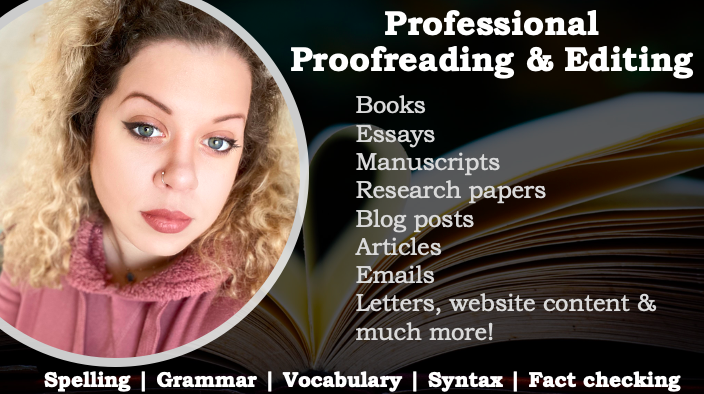 Professional
Proofreading & Editing
Books
Essays
Manuscripts
Research papers
Blog posts
Articles
Emails
Letters, website content &
much more!
Spelling | Grammar | Vocabulary | Syntax | Fact checking